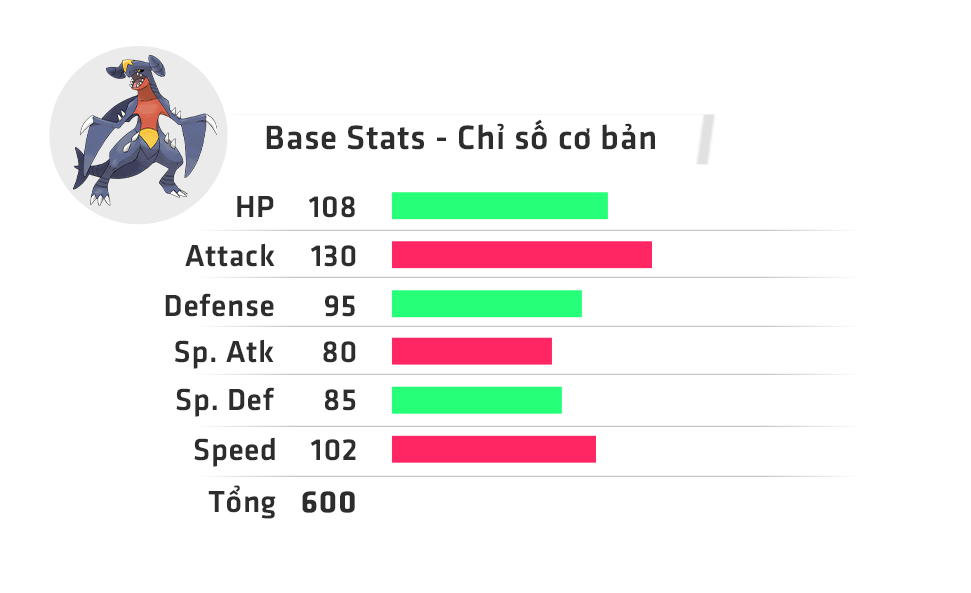 Base Stats - Chỉ số cơ bản
HP 108
Attack 130
Defense 95
Sp. Atk 80
Sp. Def 85
Speed 102
Tổng 600